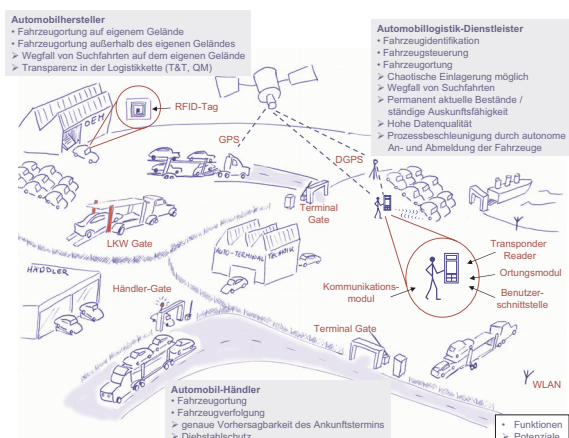 Automobilhersteller
• Fahrzeugortung auf eigenem Gelände
• Fahrzeugortung außerhalb des eigenen Geländes
➢ Wegfall von Suchfahrten auf dem eigenen Gelände
➢ Transparenz in der Logistikkette (T&T, QM)
Automobillogistik-Dienstleister
• Fahrzeugidentifikation
• Fahrzeugsteuerung
• Fahrzeugortung
➢ Chaotische Einlagerung möglich
➢ Wegfall von Suchfahrten
➢ Permanent aktuelle Bestände /
ständige Auskunftsfähigkeit
➢ Hohe Datenqualität
➢ Prozessbeschleunigung durch autonome
An- und Abmeldung der Fahrzeuge
OEM
RFID-Tag
GPS
DGPS
Terminal
Gate
LKW Gate
AUTO-TERMINAL
TECHNIK
HÄNDLER
Händler-Gate
Transponder
Reader
Ortungsmodul
Kommunikations-
modul
Benutzer-
schnittstelle
Terminal Gate
WLAN
Automobil-Händler
• Fahrzeugortung
• Fahrzeugverfolgung
➢ genaue Vorhersagbarkeit des Ankunftstermins
➢ Diebstahlschutz
• Funktionen
➢ Potenziale